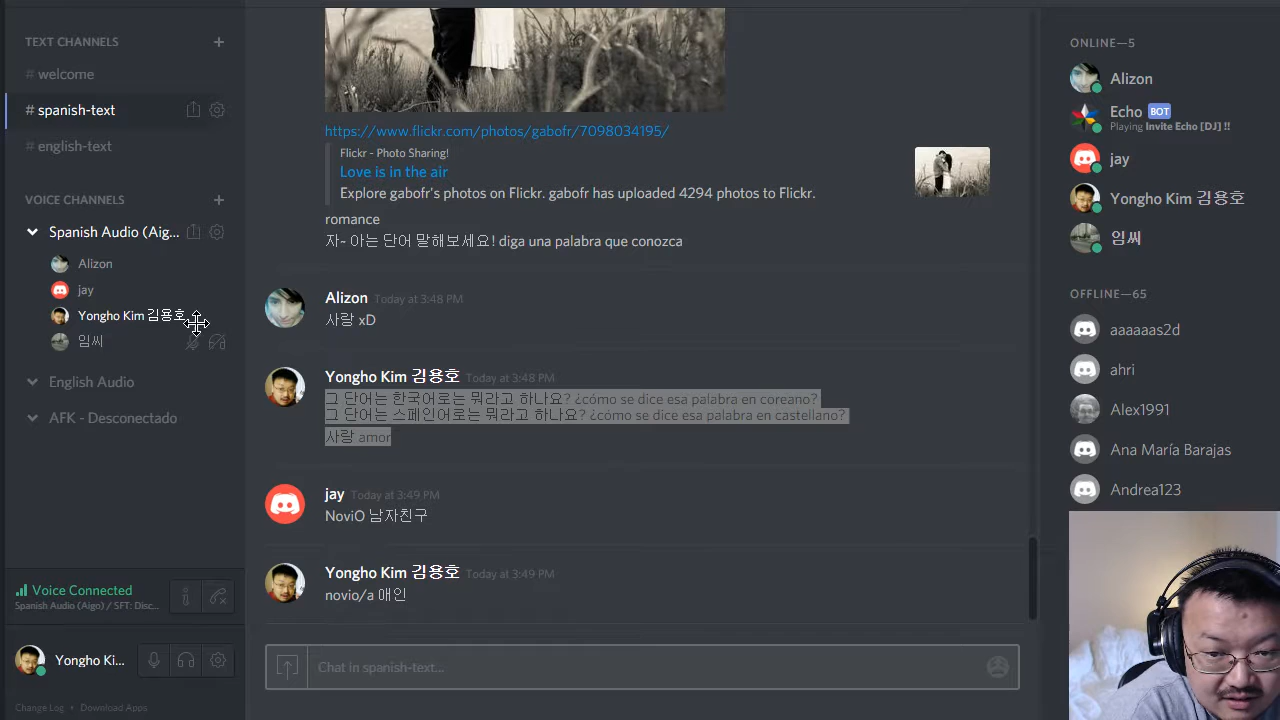 TEXT CHANNELS
# welcome
# spanish-text
# english-text
VOICE CHANNELS
Spanish Audio (Aig...
Alizon
jay
Yongho Kim 김용호
임씨
English Audio
AFK - Desconectado
Voice Connected
Spanish Audio (Aigo) / SFT: Disc...
Yongho Ki...
Change Log • Download Apps
https://www.flickr.com/photos/gabofr/7098034195/
Flickr - Photo Sharing!
Love is in the air
Explore gabofr's photos on Flickr. gabofr has uploaded 4294 photos to Flickr.
romance
자~ 아는 단어 말해보세요! diga una palabra que conozca
Alizon Today at 3:48 PM
사랑 xD
Yongho Kim 김용호 Today at 3:48 PM
그 단어는 한국어로는 뭐라고 하나요? ¿cómo se dice esa palabra en coreano?
그 단어는 스페인어로는 뭐라고 하나요? ¿cómo se dice esa palabra en castellano?
사랑 amor
jay Today at 3:49 PM
NoviO 남자친구
Yongho Kim 김용호 Today at 3:49 PM
novio/a 애인
Chat in spanish-text...
ONLINE—5
Alizon
Echo BOT
Playing Invite Echo [DJ] !!
jay
Yongho Kim 김용호
임씨
OFFLINE—65
aaaaaas2d
ahri
Alex1991
Ana María Barajas
Andrea123